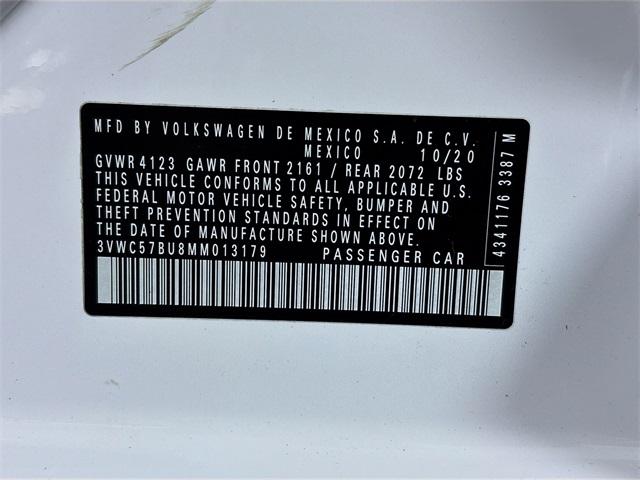 MFD BY VOLKSWAGEN DE MEXICO S.A. DE C.V.
MEXICO 10/20
GVWR 4123 GAWR FRONT 2161 / REAR 2072 LBS
THIS VEHICLE CONFORMS TO ALL APPLICABLE U.S.
FEDERAL MOTOR VEHICLE SAFETY, BUMPER AND
THEFT PREVENTION STANDARDS IN EFFECT ON
THE DATE OF MANUFACTURE SHOWN ABOVE.
3VWC57BU8MM013179 PASSENGER CAR
4341176 3387 M